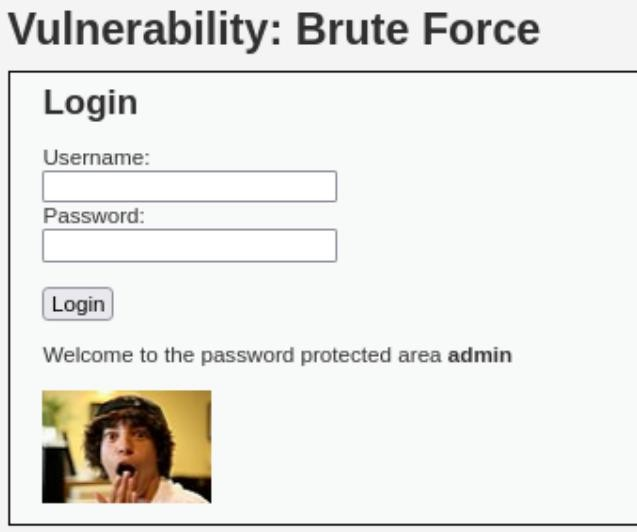 Vulnerability: Brute Force
Login
Username:
Password:
Login
Welcome to the password protected area admin